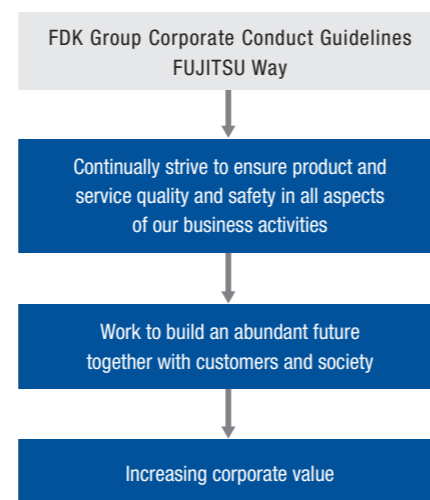 FDK Group Corporate Conduct Guidelines
FUJITSU Way
Continually strive to ensure product and
service quality and safety in all aspects
of our business activities
Work to build an abundant future
together with customers and society
Increasing corporate value